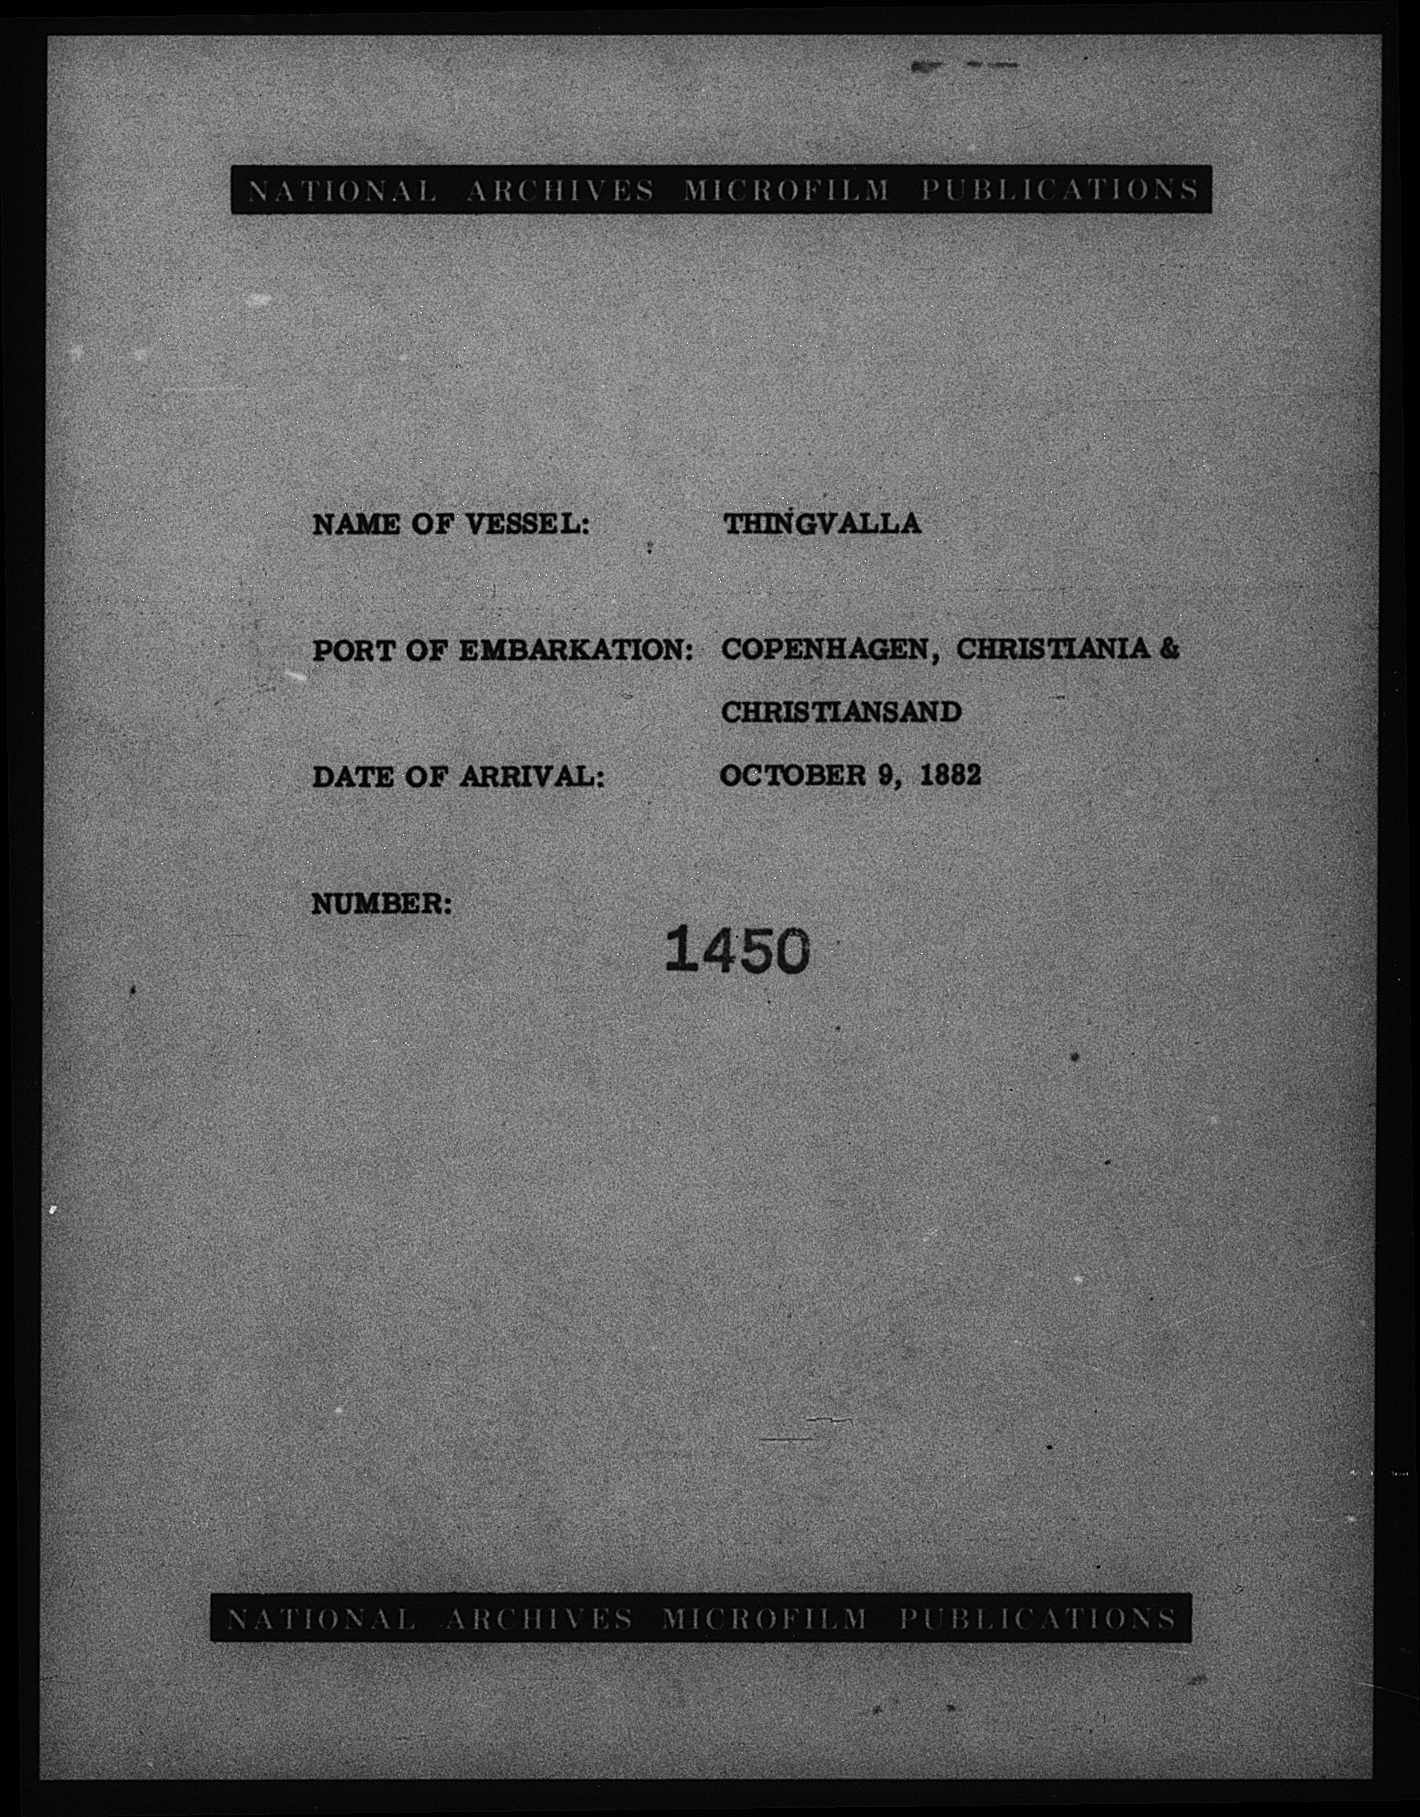 NATIONAL ARCHIVES MICROFILM PUBLICATIONS
NAME OF VESSEL: THINGVALLA
PORT OF EMBARKATION: COPENHAGEN, CHRISTIANIA &
CHRISTIANSAND
DATE OF ARRIVAL: OCTOBER 9, 1882
NUMBER:
1450
NATIONAL ARCHIVES MICROFILM PUBLICATIONS